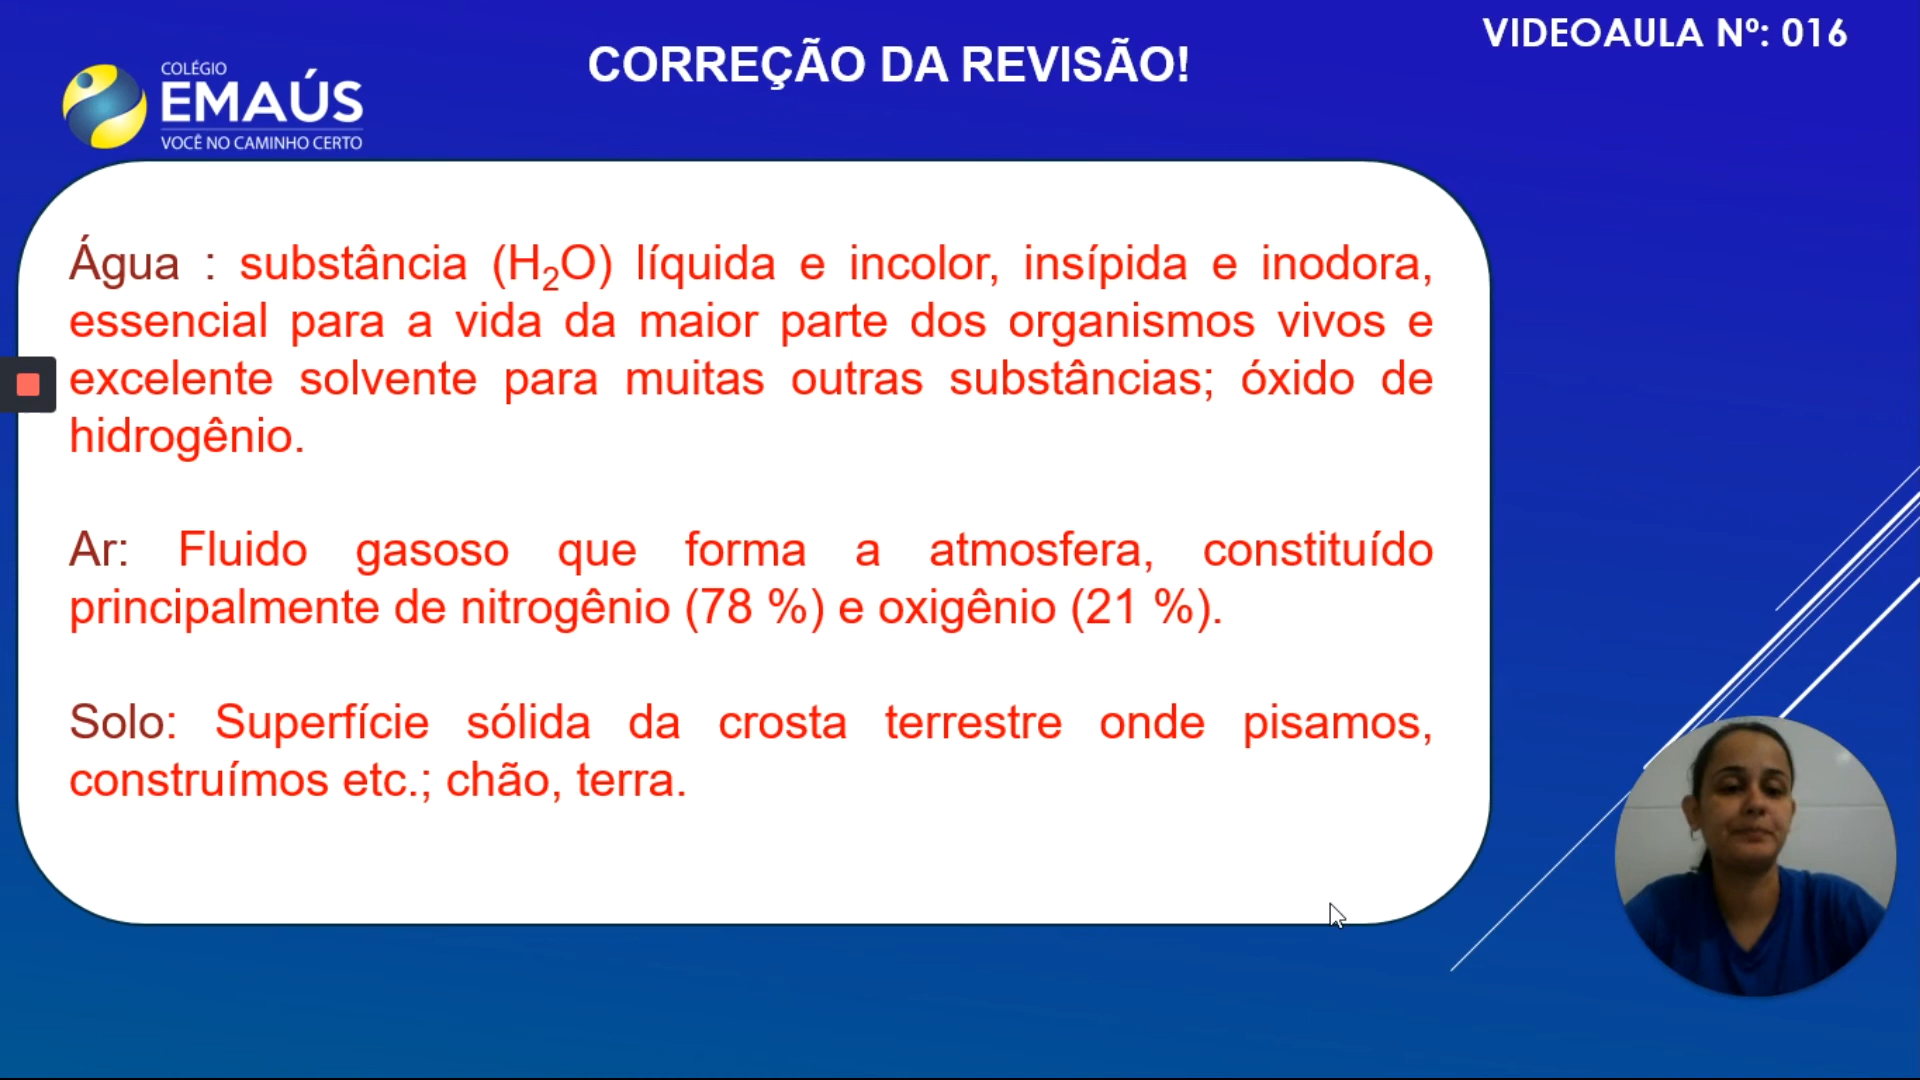 VIDEOAULA Nº: 016
CORREÇÃO DA REVISÃO!
COLÉGIO
EMAÚS
VOCÊ NO CAMINHO CERTO
Água : substância (H₂O) líquida e incolor, insípida e inodora,
essencial para a vida da maior parte dos organismos vivos e
excelente solvente para muitas outras substâncias; óxido de
hidrogênio.
Ar: Fluido gasoso que forma a atmosfera, constituído
principalmente de nitrogênio (78 %) e oxigênio (21 %).
Solo: Superfície sólida da crosta terrestre onde pisamos,
construímos etc.; chão, terra.